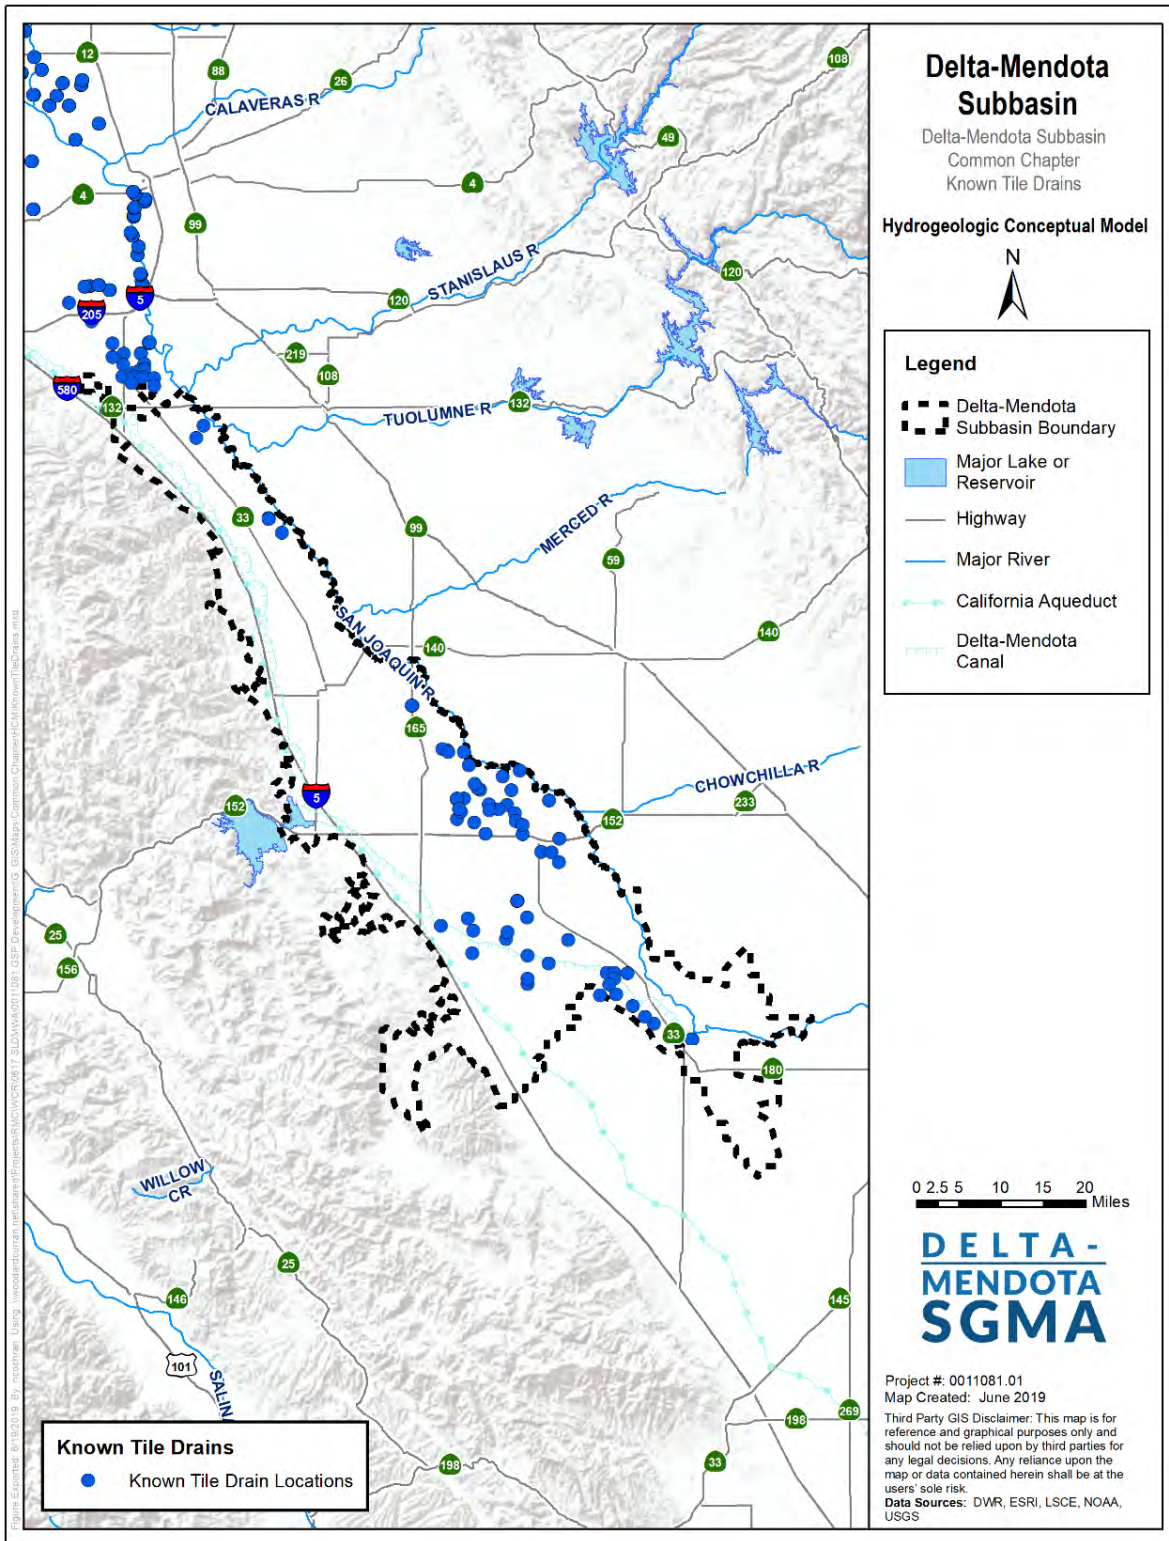 Delta-Mendota
Subbasin
Delta-Mendota Subbasin
Common Chapter
Known Tile Drains
Hydrogeologic Conceptual Model
N
Legend
Delta-Mendota
Subbasin Boundary
Major Lake or
Reservoir
Highway
Major River
California Aqueduct
Delta-Mendota
Canal
0 2.5 5 10 15 20
Miles
DELTA-
MENDOTA
SGMA
Project #: 0011081.01
Map Created: June 2019
Third Party GIS Disclaimer: This map is for
reference and graphical purposes only and
should not be relied upon by third parties for
any legal decisions. Any reliance upon the
map or data contained herein shall be at the
users' sole risk.
Data Sources: DWR, ESRI, LSCE, NOAA,
USGS
12
88
26
108
CALAVERAS R
49
4
4
99
STANISLAUS R
120
5
205
120
219
108
580
132
TUOLUMNE R
132
33
99
MERCED R
59
SAN JOAQUIN R
140
140
165
CHOWCHILLA R
5
152
233
152
25
156
33
180
WILLOW
CR
25
146
145
101
SALIN
269
198
198
33
Known Tile Drains
Known Tile Drain Locations